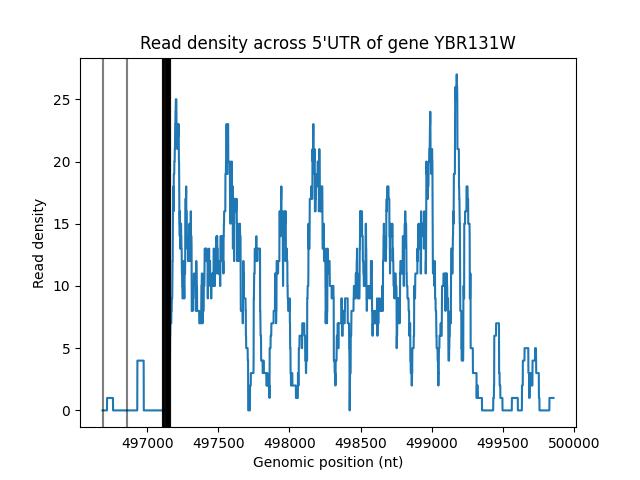 Read density across 5'UTR of gene YBR131W
25
20
15
10
5
0
Read density
497000 497500 498000 498500 499000 499500 500000
Genomic position (nt)